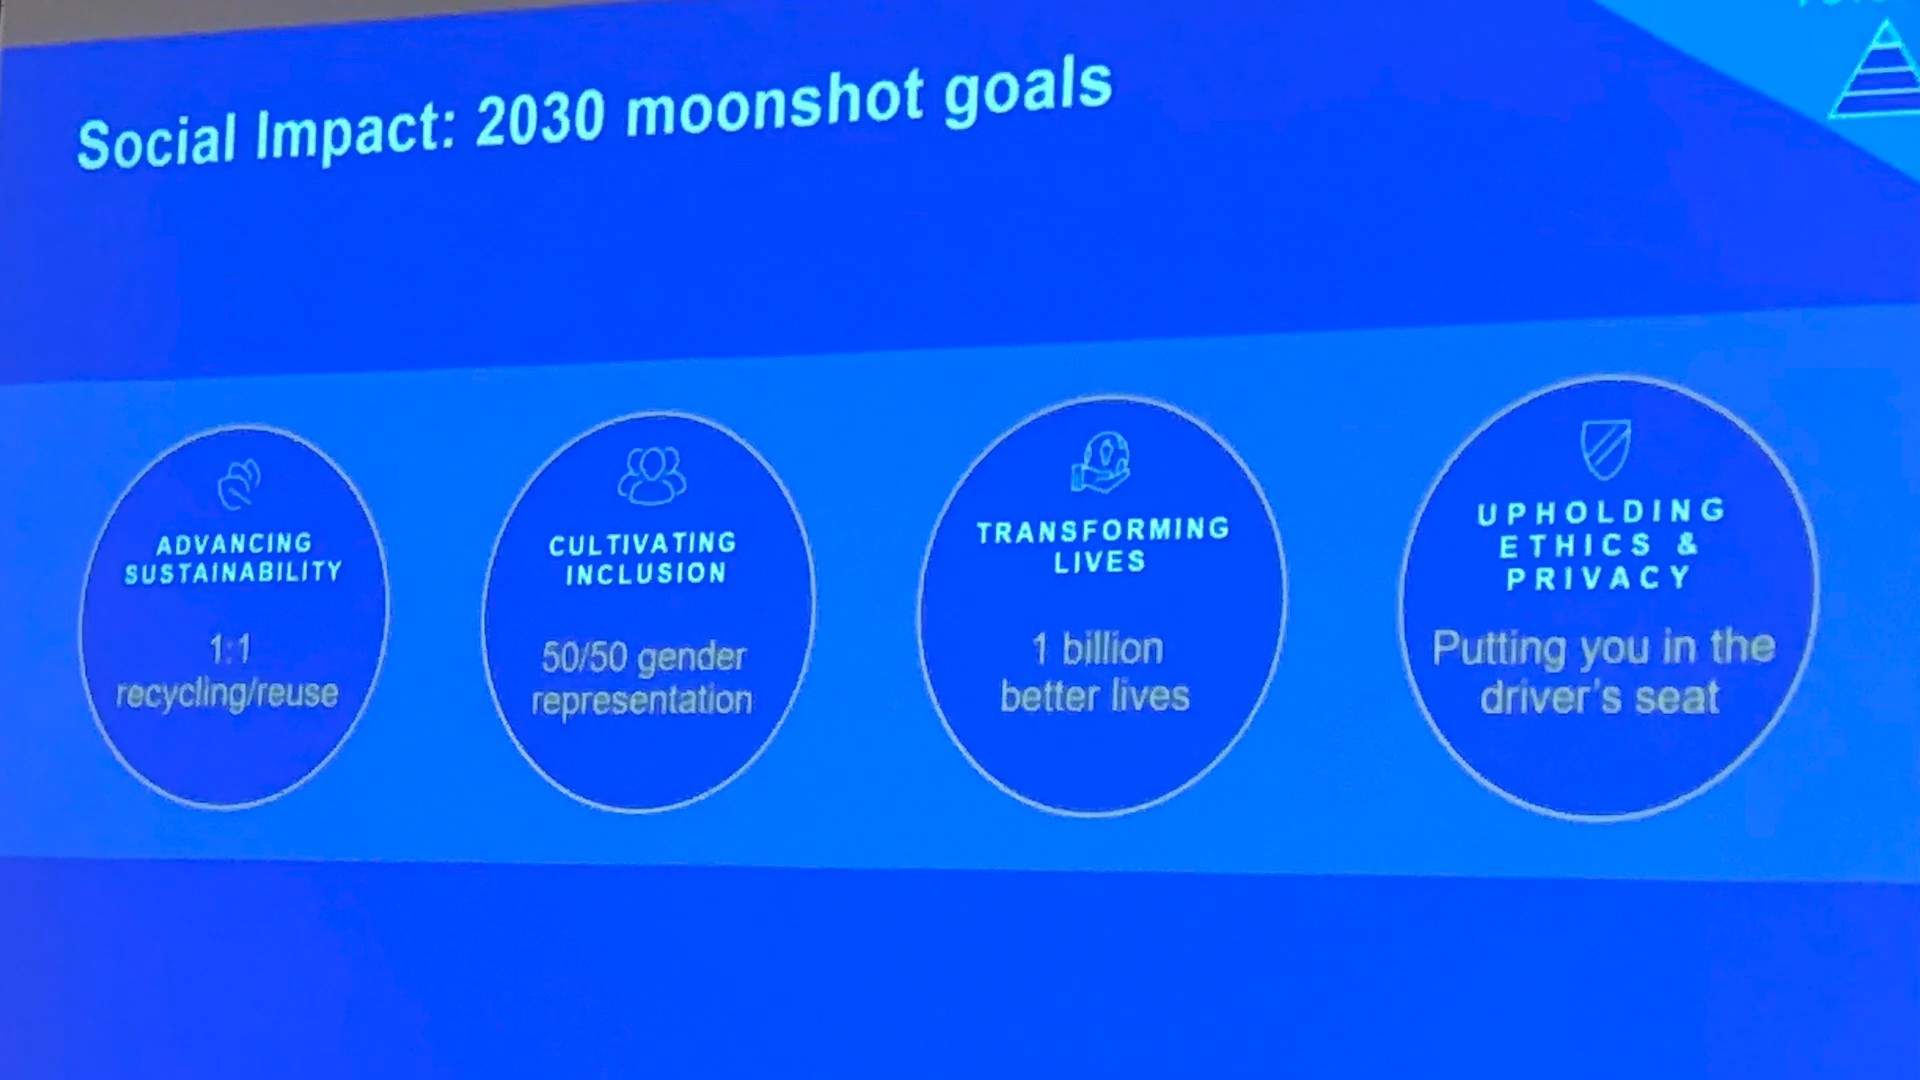 Social Impact: 2030 moonshot goals
ADVANCING
SUSTAINABILITY
1:1
recycling/reuse
CULTIVATING
INCLUSION
50/50 gender
representation
TRANSFORMING
LIVES
1 billion
better lives
UPHOLDING
ETHICS &
PRIVACY
Putting you in the
driver's seat